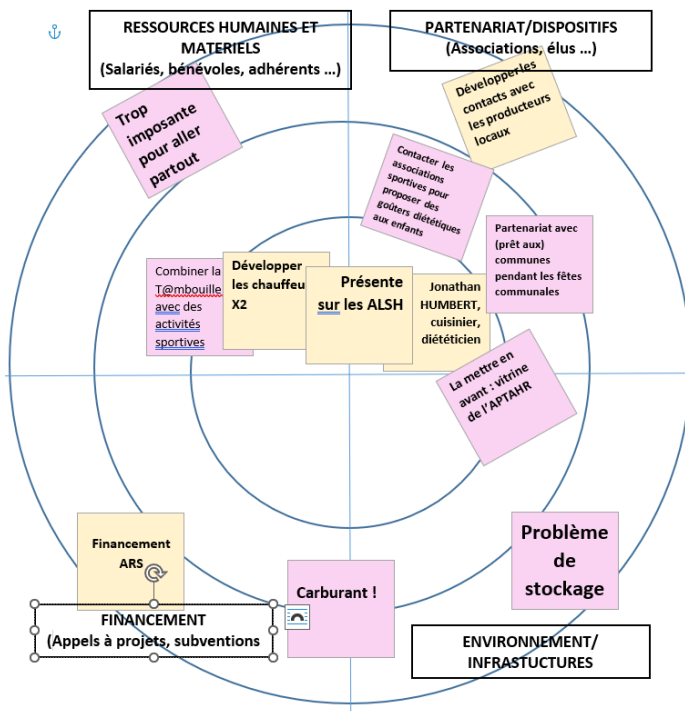 RESSOURCES HUMAINES ET
MATERIELS
(Salariés, bénévoles, adhérents …)
PARTENARIAT/DISPOSITIFS
(Associations, élus …)
Trop
imposante
pour aller
partout
Développer les
contacts avec
les producteurs
locaux
Contacter les
associations
sportives pour
proposer des
goûters diététiques
aux enfants
Partenariat avec
(prêt aux)
communes
pendant les fêtes
communales
Combiner la
T@mbouille
avec des
activités
sportives
Développer
les chauffeu
X2
Présente
sur les ALSH
Jonathan
HUMBERT,
cuisinier,
diététicien
La mettre en
avant : vitrine
de l'APTAHR
Financement
ARS
Carburant !
Problème
de
stockage
FINANCEMENT
(Appels à projets, subventions
ENVIRONNEMENT/
INFRASTUCTURES